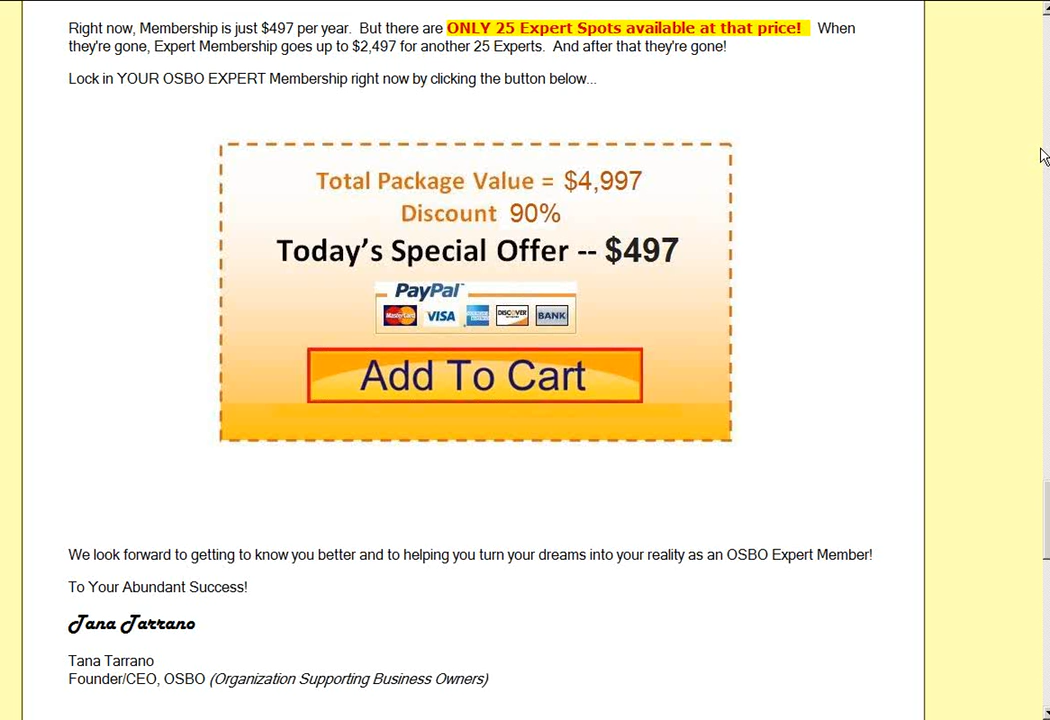 Right now, Membership is just $497 per year. But there are ONLY 25 Expert Spots available at that price! When
they're gone, Expert Membership goes up to $2,497 for another 25 Experts. And after that they're gone!
Lock in YOUR OSBO EXPERT Membership right now by clicking the button below...
Total Package Value = $4,997
Discount 90%
Today's Special Offer -- $497
PayPal
MasterCard VISA DISCOVER BANK
Add To Cart
We look forward to getting to know you better and to helping you turn your dreams into your reality as an OSBO Expert Member!
To Your Abundant Success!
Tana Tarrano
Tana Tarrano
Founder/CEO, OSBO (Organization Supporting Business Owners)